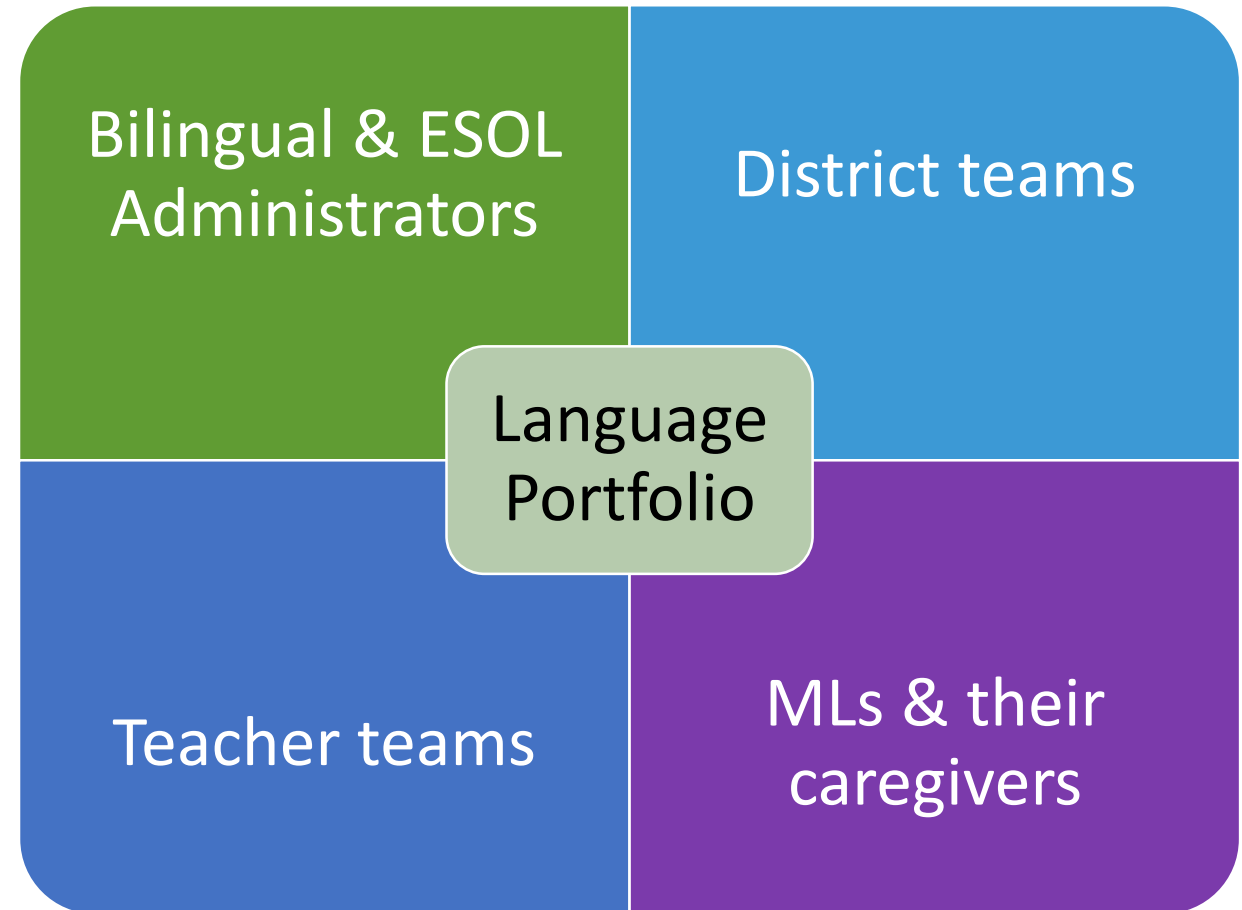 Bilingual & ESOL
Administrators
District teams
Language
Portfolio
Teacher teams
MLs & their
caregivers